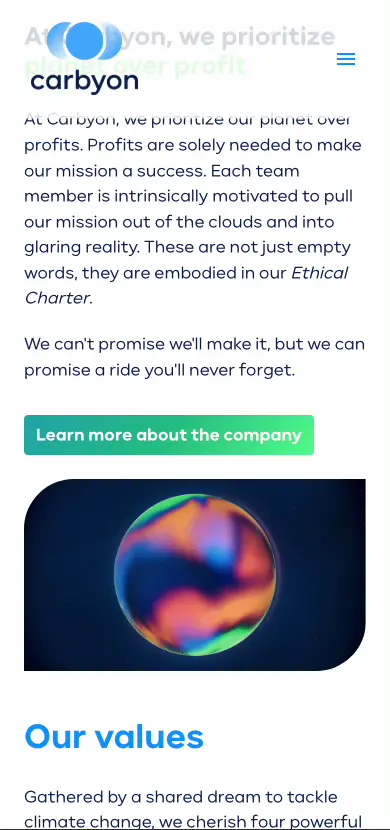 At Carbyon, we prioritize
planet over profit
carbyon
At Carbyon, we prioritize our planet over
profits. Profits are solely needed to make
our mission a success. Each team
member is intrinsically motivated to pull
our mission out of the clouds and into
glaring reality. These are not just empty
words, they are embodied in our Ethical
Charter.
We can't promise we'll make it, but we can
promise a ride you'll never forget.
Learn more about the company
Our values
Gathered by a shared dream to tackle
climate change, we cherish four powerful